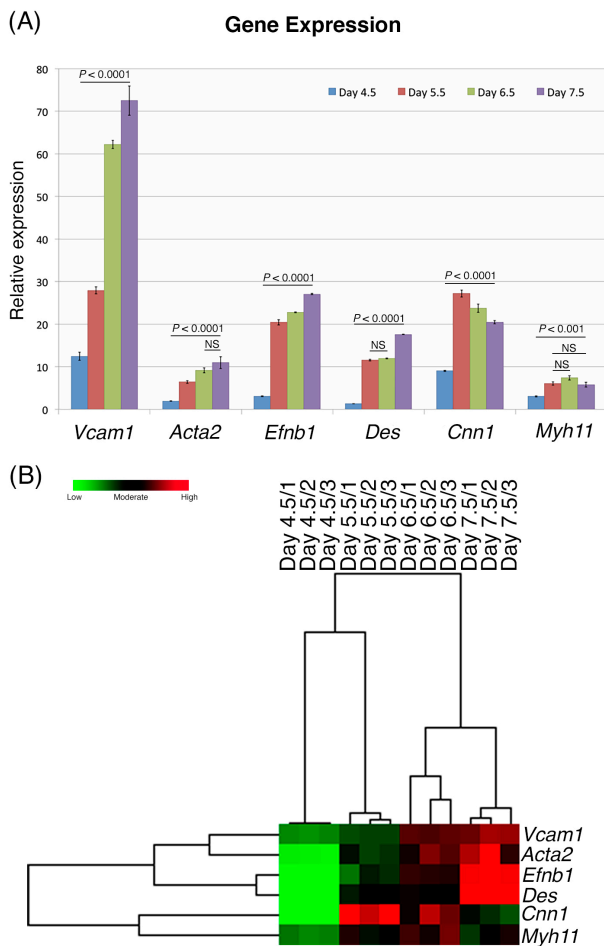 (A)
Gene Expression
Relative expression
80
70
60
50
40
30
20
10
0
Day 4.5 Day 5.5 Day 6.5 Day 7.5
P < 0.0001
P < 0.0001
NS
P < 0.0001
P < 0.0001
NS
P < 0.0001
P < 0.001
NS
NS
Vcam1 Acta2 Efnb1 Des Cnn1 Myh11
(B)
Low Moderate High
Day 4.5/1
Day 4.5/2
Day 4.5/3
Day 5.5/1
Day 5.5/2
Day 5.5/3
Day 6.5/1
Day 6.5/2
Day 6.5/3
Day 7.5/1
Day 7.5/2
Day 7.5/3
Vcam1
Acta2
Efnb1
Des
Cnn1
Myh11